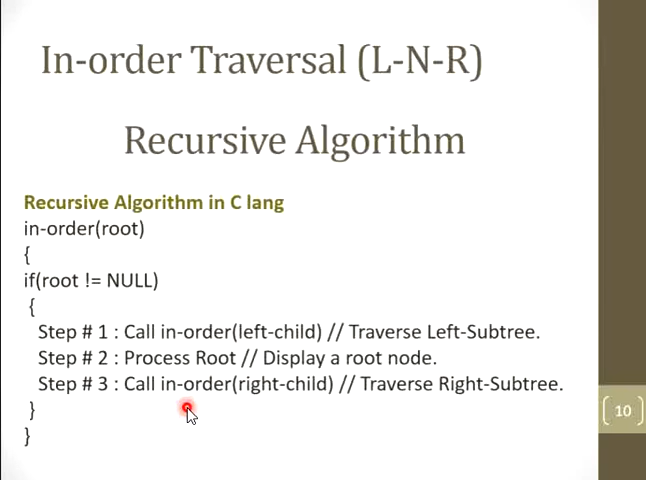 In-order Traversal (L-N-R)
Recursive Algorithm
Recursive Algorithm in C lang
in-order(root)
{
if(root != NULL)
{
Step # 1 : Call in-order(left-child) // Traverse Left-Subtree.
Step # 2 : Process Root // Display a root node.
Step # 3 : Call in-order(right-child) // Traverse Right-Subtree.
}
}
10